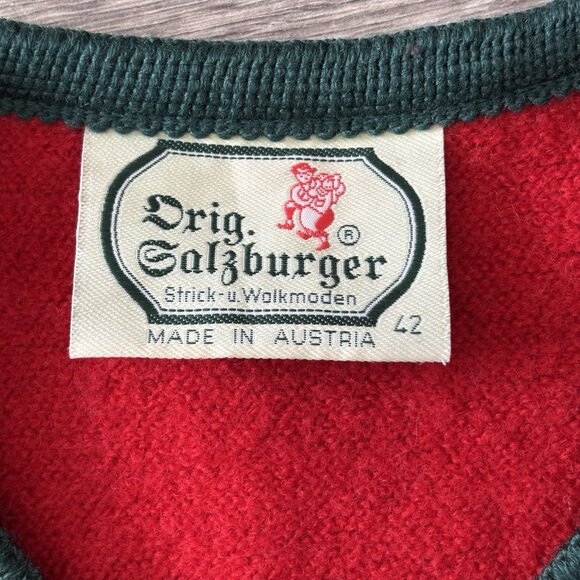 Orig.
Salzburger
®
Strick-u.Walkmoden
MADE IN AUSTRIA
42